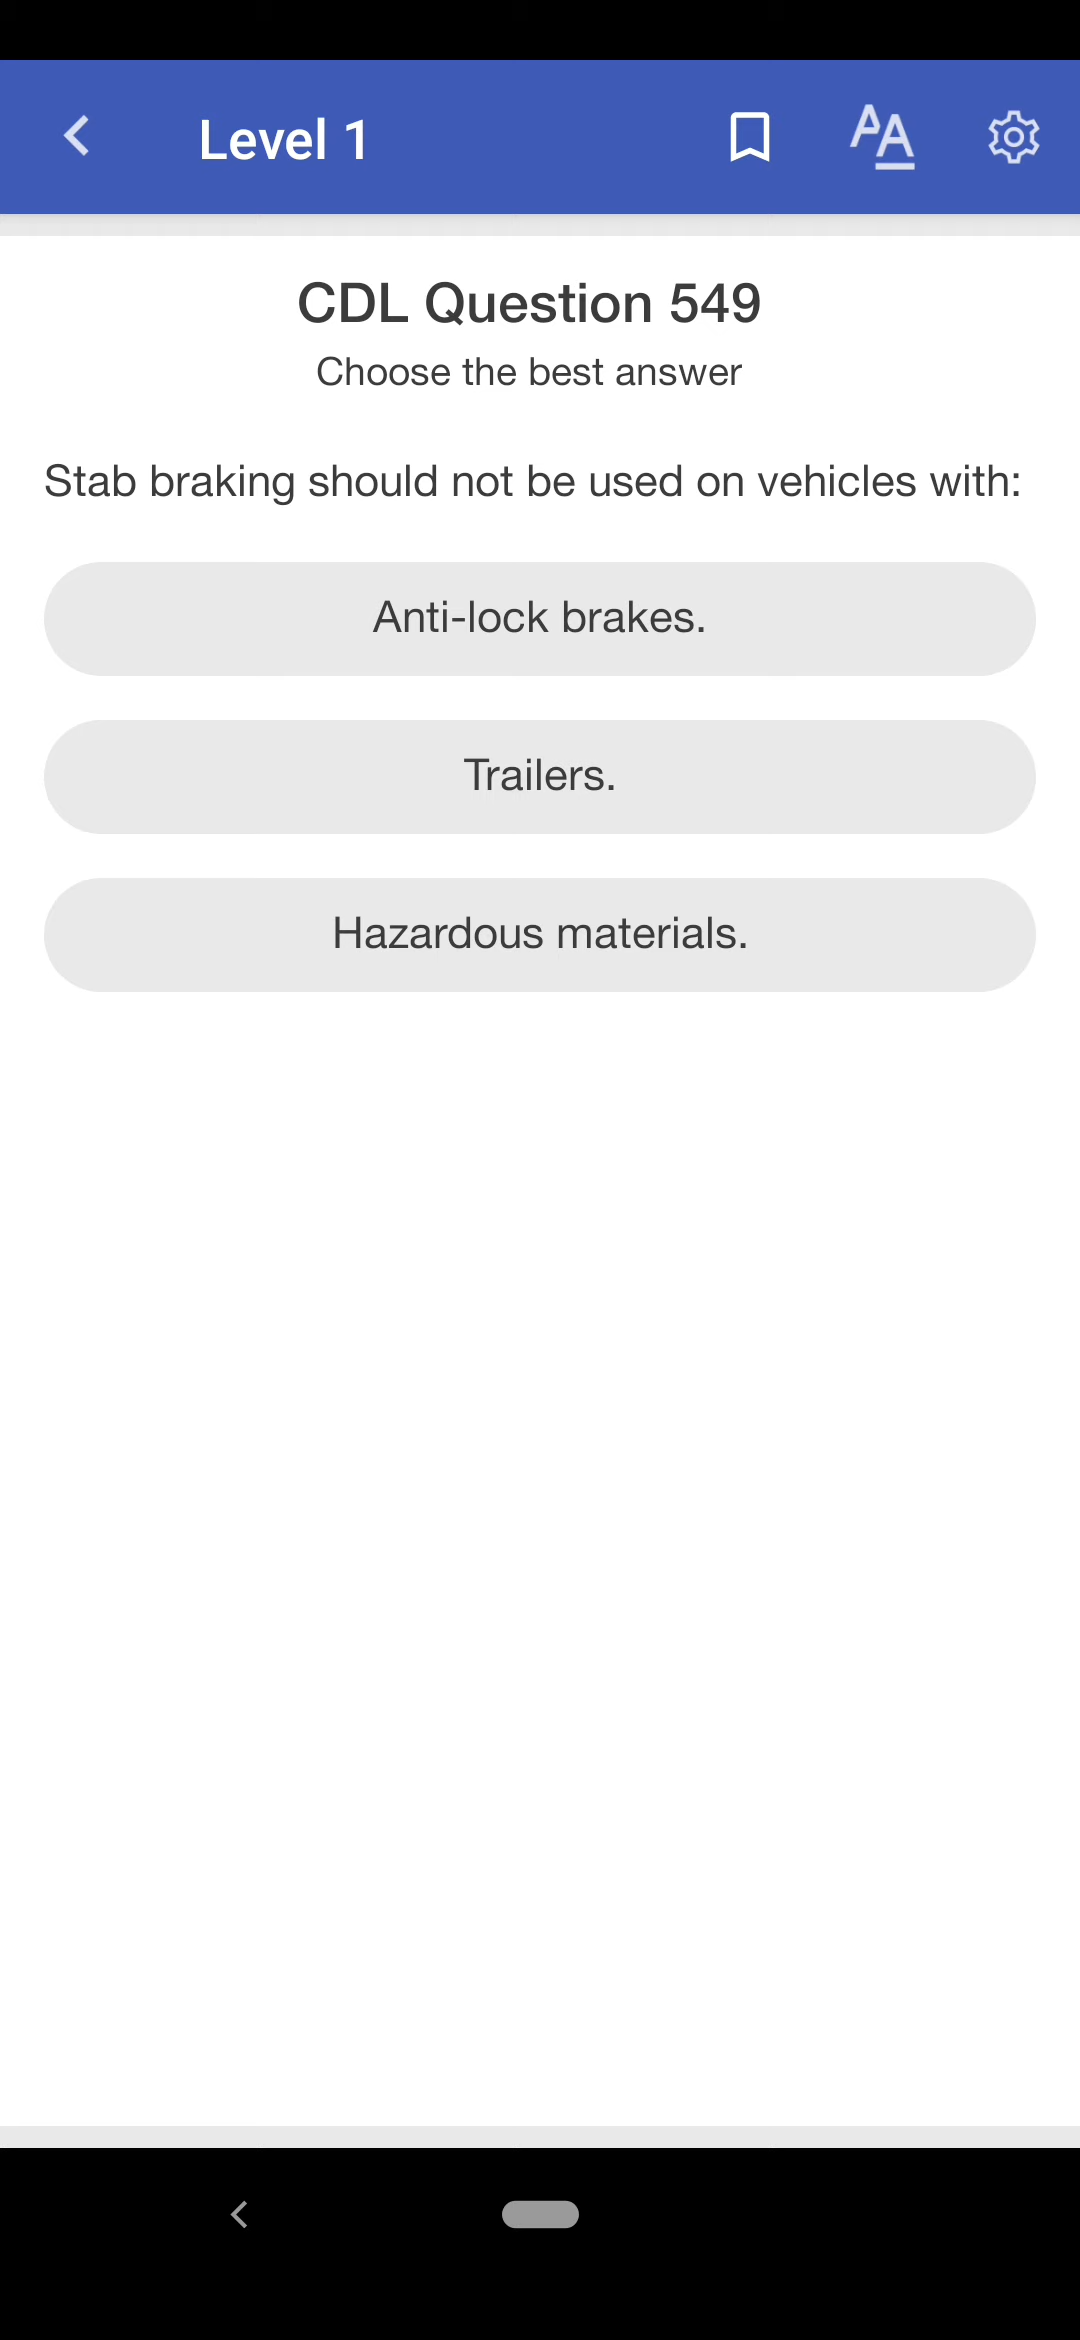 Level 1
CDL Question 549
Choose the best answer
Stab braking should not be used on vehicles with:
Anti-lock brakes.
Trailers.
Hazardous materials.